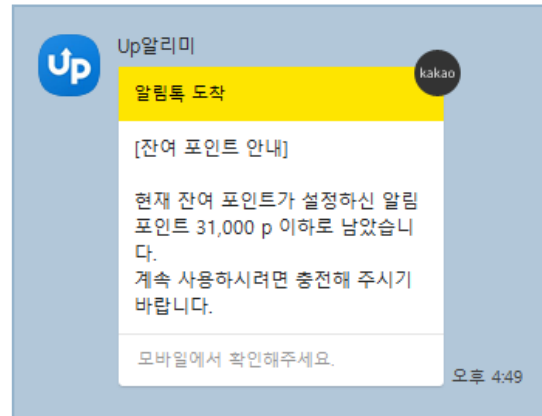 Up알리미
Up
kakao
알림톡 도착
[잔여 포인트 안내]
현재 잔여 포인트가 설정하신 알림
포인트 31,000 p 이하로 남았습니
다.
계속 사용하시려면 충전해 주시기
바랍니다.
모바일에서 확인해주세요.
오후 4:49